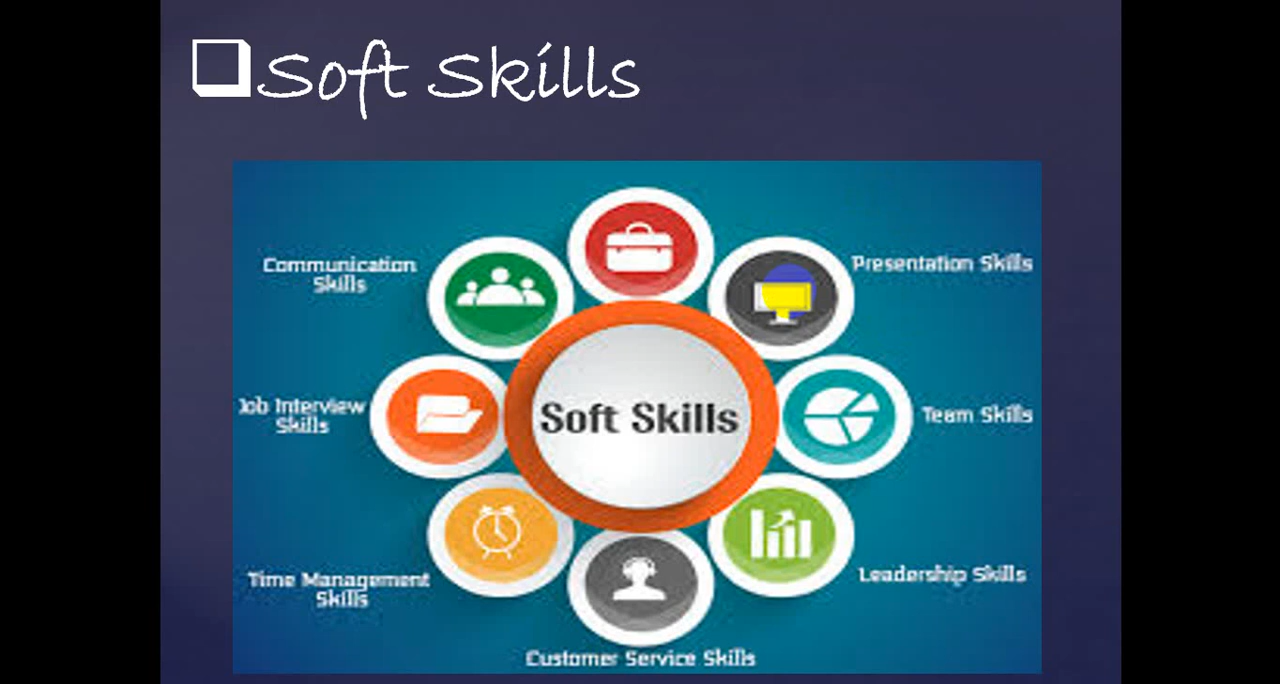 Soft Skills
Communication
Skills
Presentation Skills
Job Interview
Skills
Soft Skills
Team Skills
Time Management
Skills
Leadership Skills
Customer Service Skills